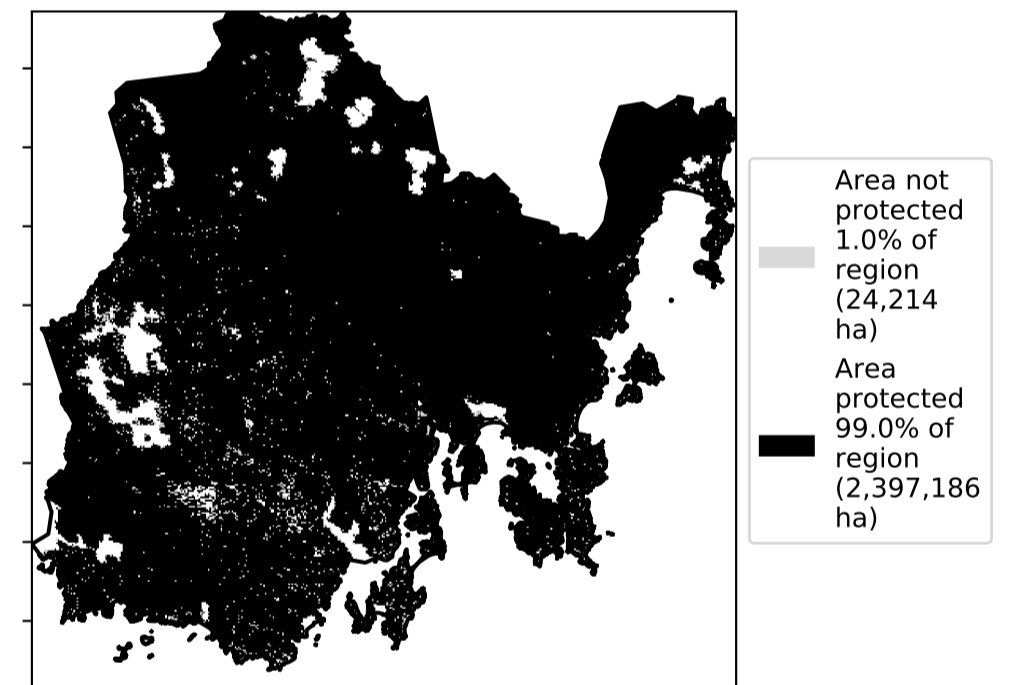 Area not
protected
1.0% of
region
(24,214
ha)
Area
protected
99.0% of
region
(2,397,186
ha)